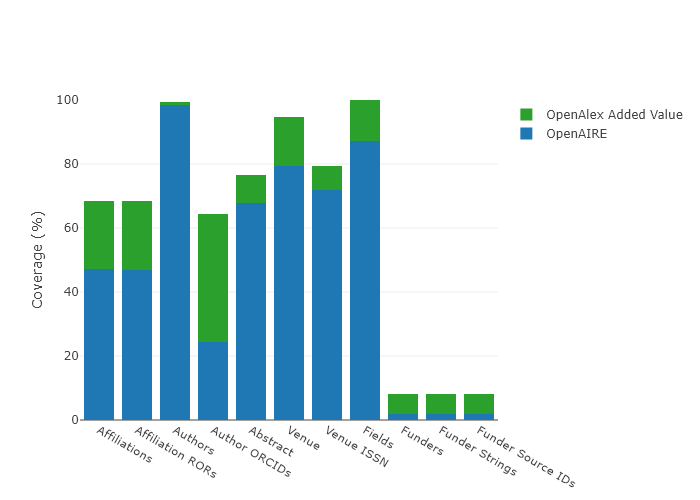 100
80
60
40
20
0
Coverage (%)
Affiliations
Affiliation RORs
Authors
Author ORCIDs
Abstract
Venue
Venue ISSN
Fields
Funders
Funder Strings
Funder Source IDs
OpenAlex Added Value
OpenAIRE